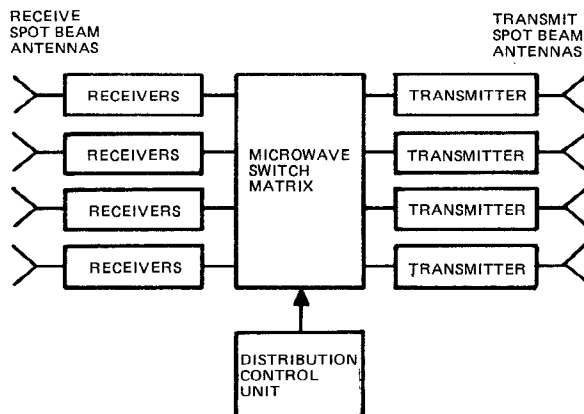 RECEIVE
SPOT BEAM
ANTENNAS
TRANSMIT
SPOT BEAM
ANTENNAS
RECEIVERS
RECEIVERS
RECEIVERS
RECEIVERS
MICROWAVE
SWITCH
MATRIX
TRANSMITTER
TRANSMITTER
TRANSMITTER
TRANSMITTER
DISTRIBUTION
CONTROL
UNIT